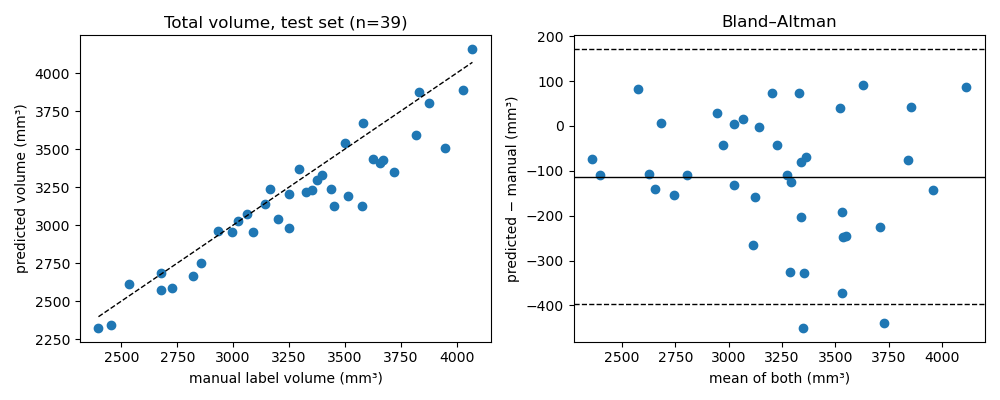 Total volume, test set (n=39)
predicted volume (mm³)
4000
3750
3500
3250
3000
2750
2500
2250
2500 2750 3000 3250 3500 3750 4000
manual label volume (mm³)
Bland–Altman
predicted − manual (mm³)
200
100
0
−100
−200
−300
−400
2500 2750 3000 3250 3500 3750 4000
mean of both (mm³)